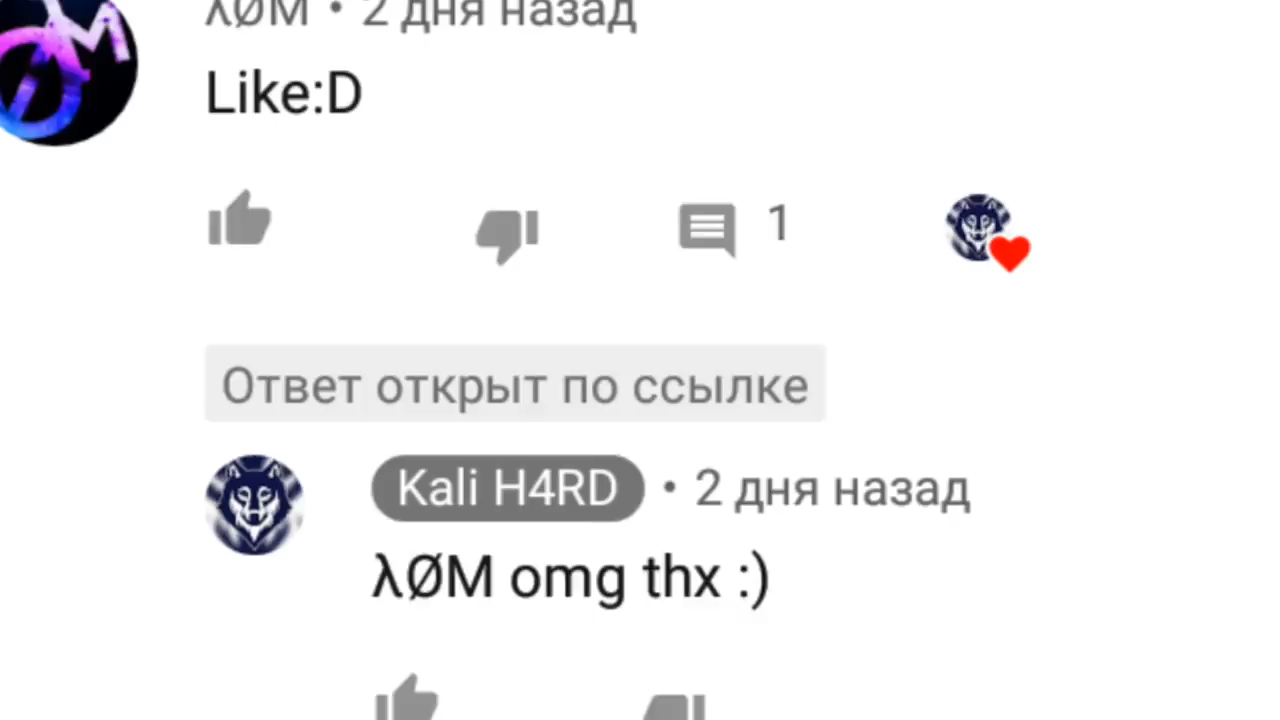 λØM • 2 дня назад
Like:D
1
Ответ открыт по ссылке
Kali H4RD • 2 дня назад
λØM omg thx :)